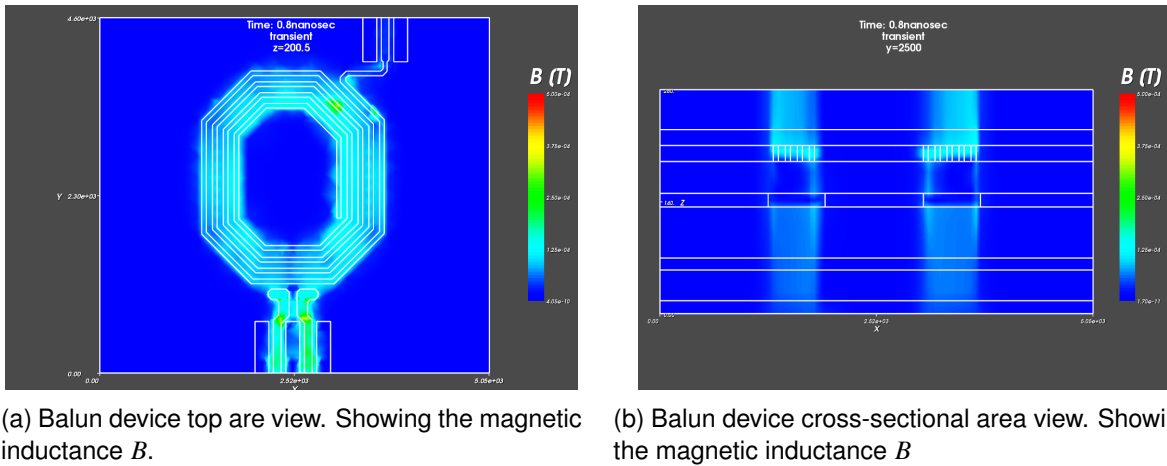 Time: 0.8nanosec
transient
z=200.5
4.60e+03
B (T)
5.00e-04
3.75e-04
2.50e-04
1.25e-04
4.05e-10
Y
2.30e+03
0.00
0.00
2.52e+03
X
5.05e+03
Time: 0.8nanosec
transient
y=2500
B (T)
5.00e-04
3.75e-04
2.50e-04
1.25e-04
1.70e-11
280.
140.
Z
0.00
0.00
2.52e+03
X
5.05e+03
(a) Balun device top are view. Showing the magnetic
inductance B.
(b) Balun device cross-sectional area view. Showi
the magnetic inductance B